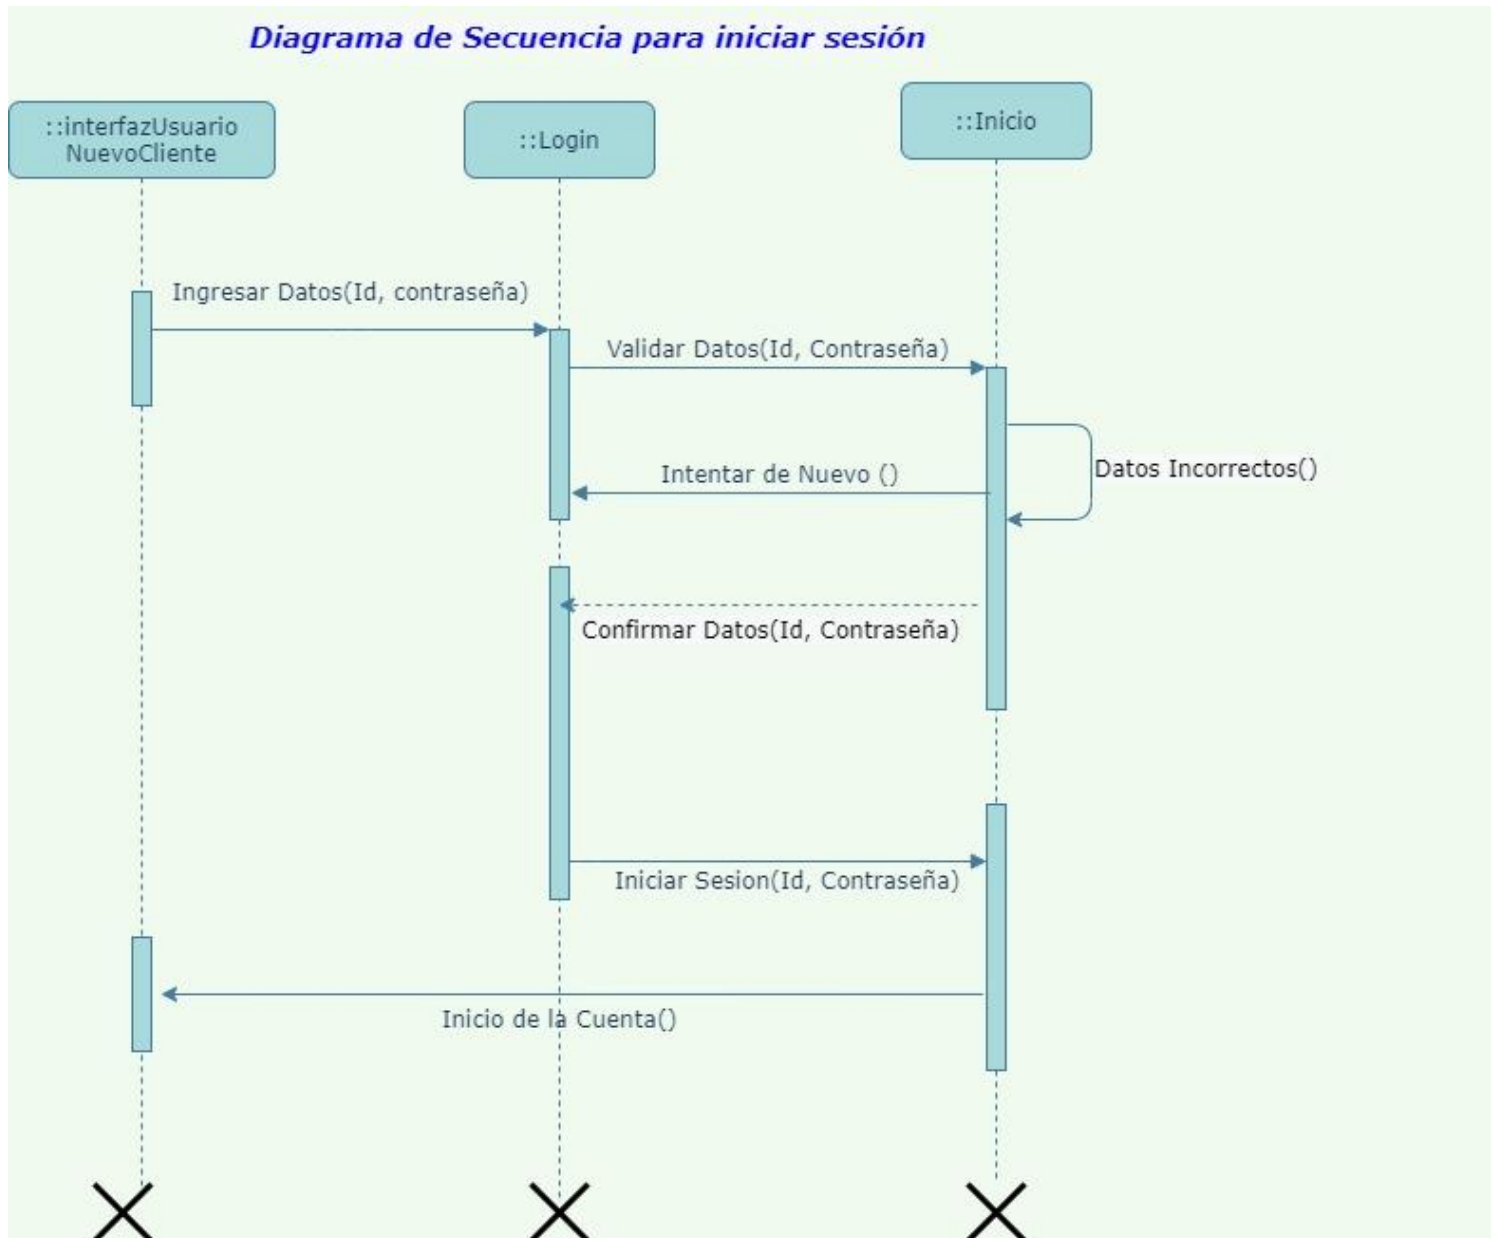 Diagrama de Secuencia para iniciar sesión
::interfazUsuario
NuevoCliente
::Login
::Inicio
Ingresar Datos(Id, contraseña)
Validar Datos(Id, Contraseña)
Intentar de Nuevo ()
Datos Incorrectos()
Confirmar Datos(Id, Contraseña)
Iniciar Sesion(Id, Contraseña)
Inicio de la Cuenta()